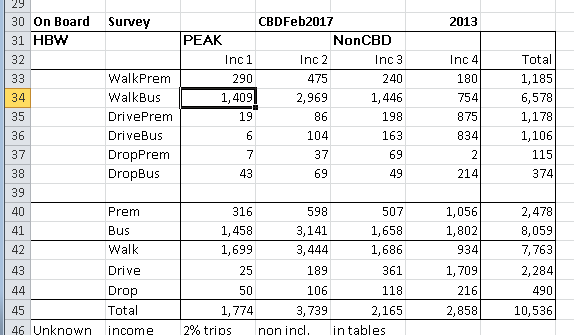 29
30 On Board Survey CBDFeb2017 2013
31 HBW PEAK NonCBD
32 Inc 1 Inc 2 Inc 3 Inc 4 Total
33 WalkPrem 290 475 240 180 1,185
34 WalkBus 1,409 2,969 1,446 754 6,578
35 DrivePrem 19 86 198 875 1,178
36 DriveBus 6 104 163 834 1,106
37 DropPrem 7 37 69 2 115
38 DropBus 43 69 49 214 374
39
40 Prem 316 598 507 1,056 2,478
41 Bus 1,458 3,141 1,658 1,802 8,059
42 Walk 1,699 3,444 1,686 934 7,763
43 Drive 25 189 361 1,709 2,284
44 Drop 50 106 118 216 490
45 Total 1,774 3,739 2,165 2,858 10,536
46 Unknown income 2% trips non incl. in tables